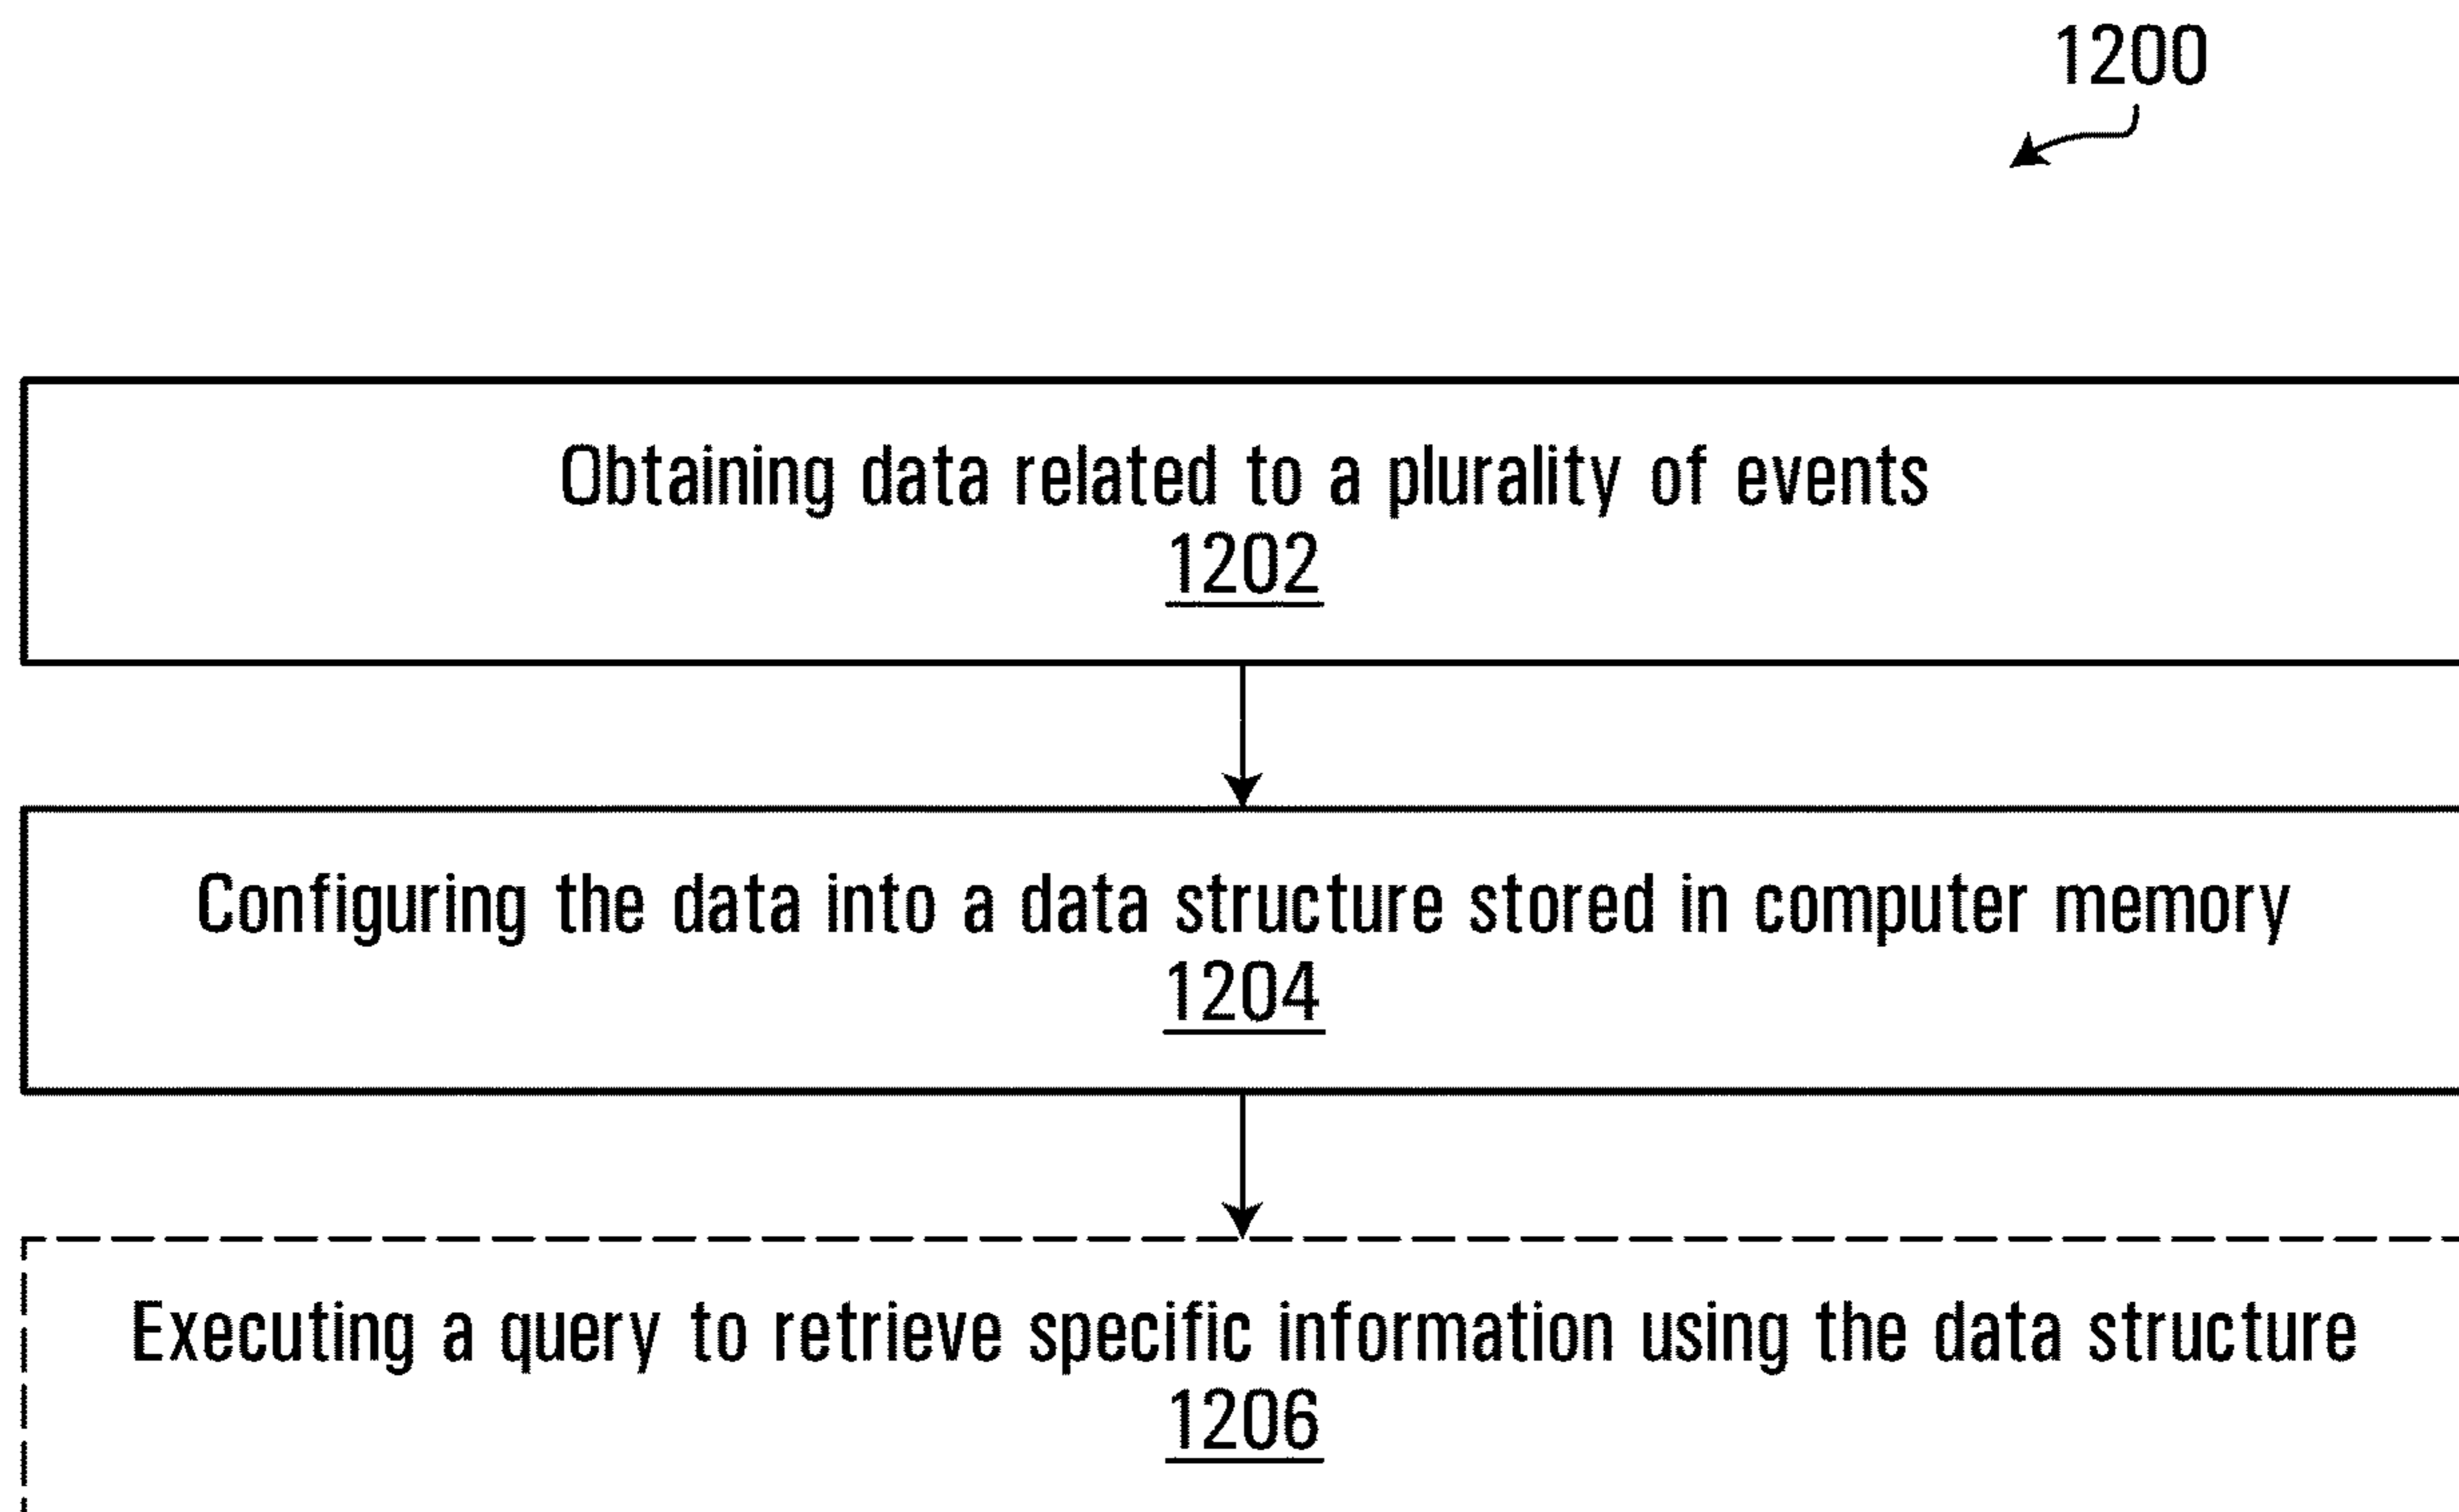 1200
Obtaining data related to a plurality of events
1202
Configuring the data into a data structure stored in computer memory
1204
Executing a query to retrieve specific information using the data structure
1206